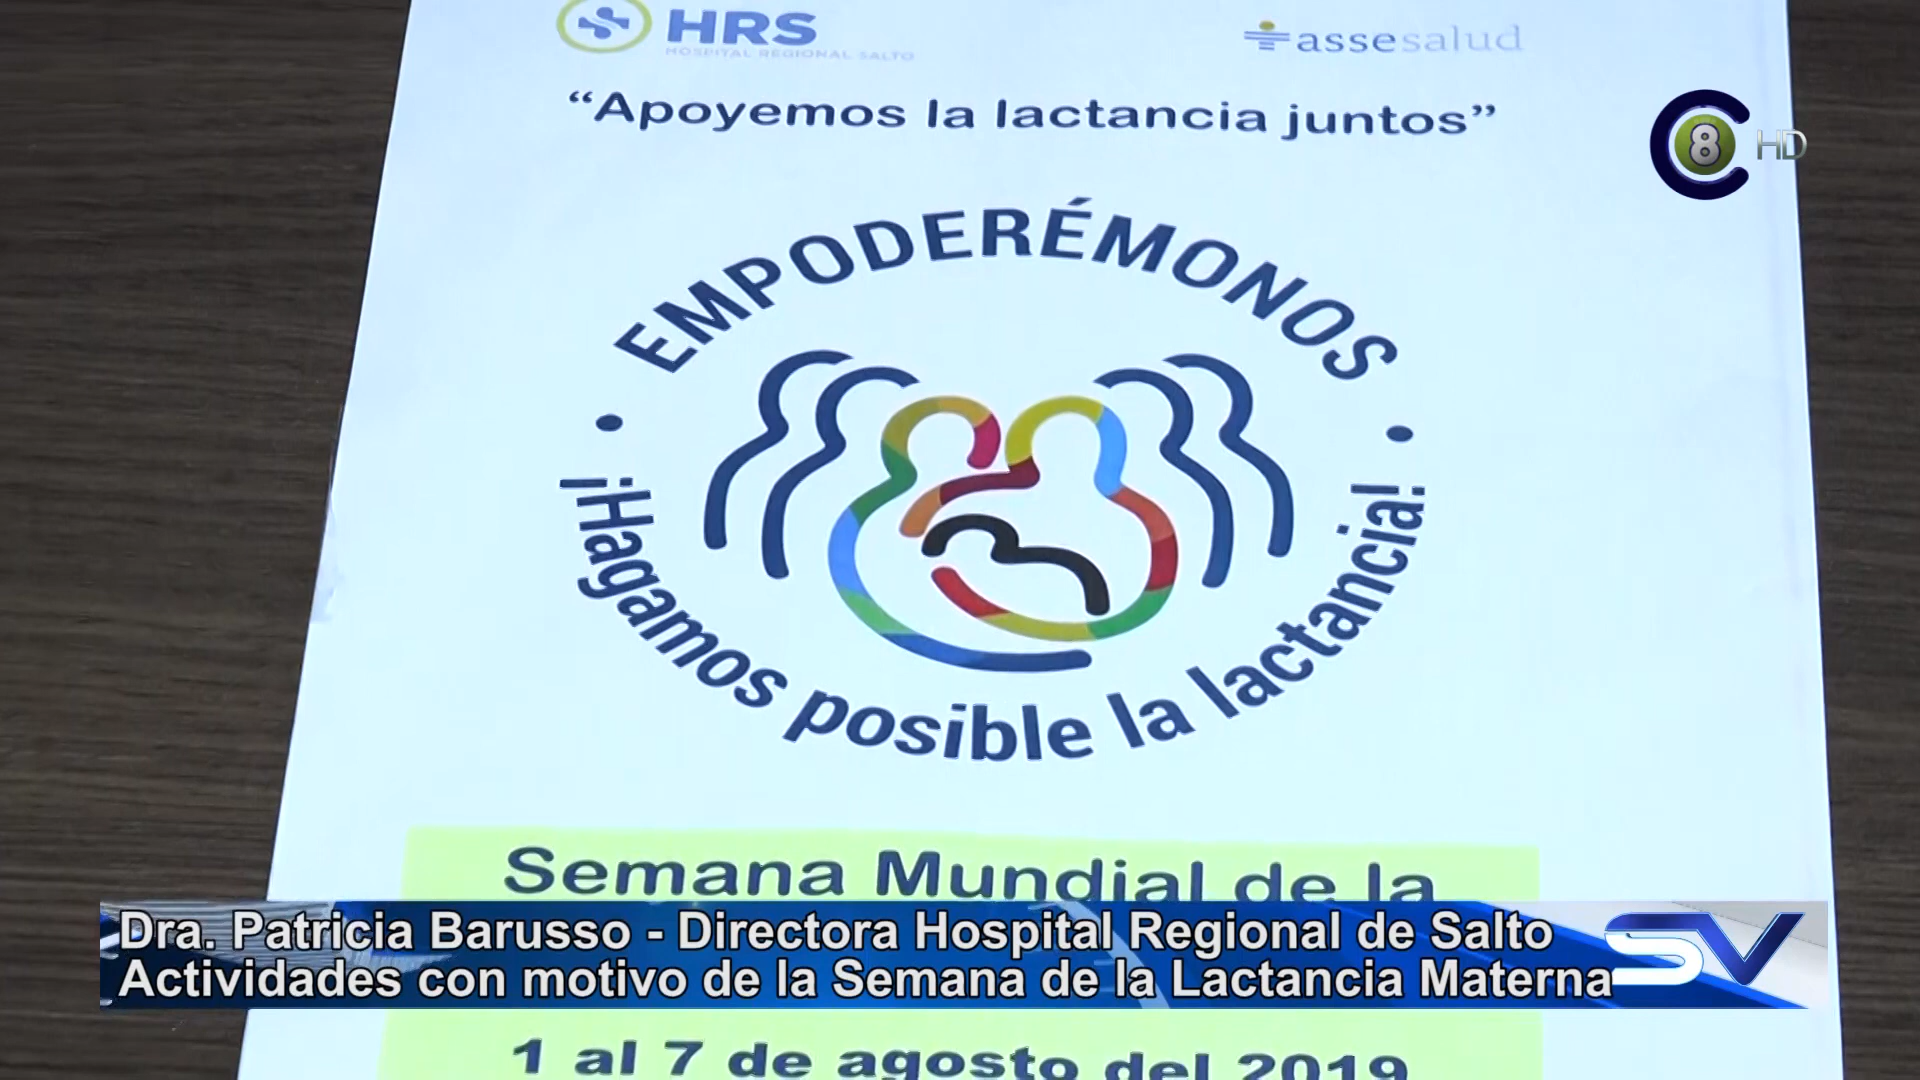 HRS
HOSPITAL REGIONAL SALTO
assesalud
“Apoyemos la lactancia juntos”
C 8 HD
EMPODERÉMONOS
¡Hagamos posible la lactancia!
Semana Mundial de la
Dra. Patricia Barusso - Directora Hospital Regional de Salto
Actividades con motivo de la Semana de la Lactancia Materna
SV
1 al 7 de agosto del 2019